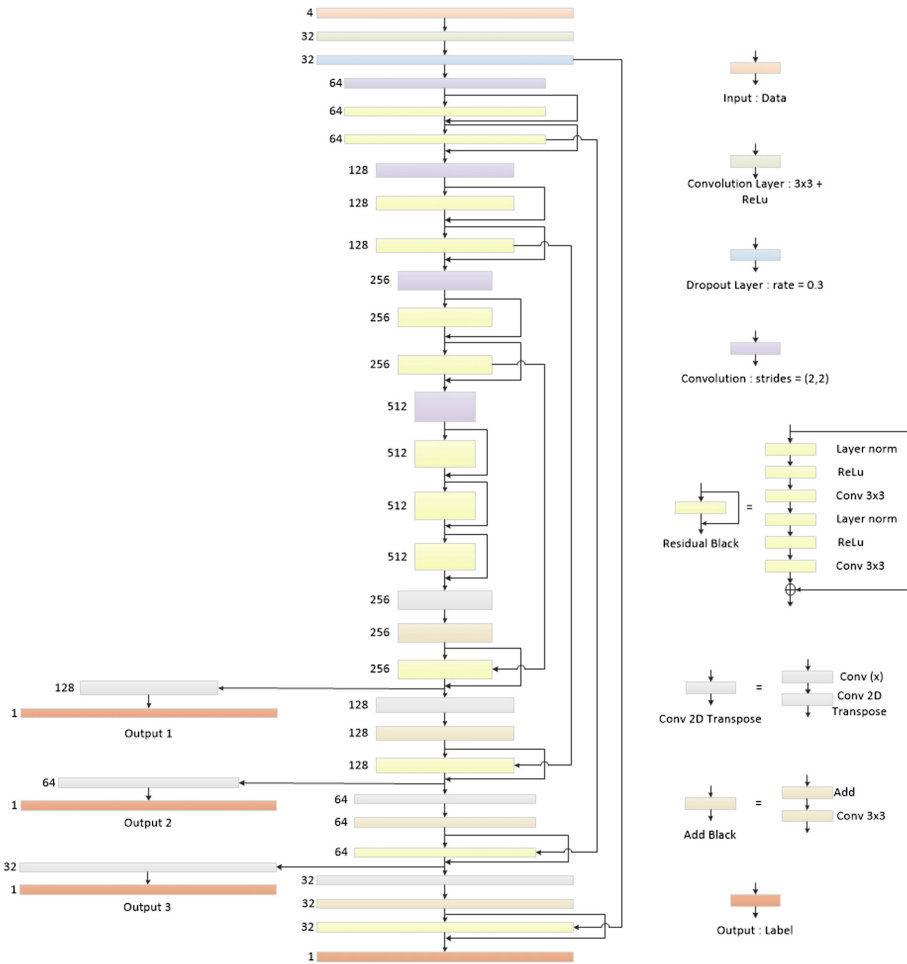 4
32
32
64
64
64
128
128
128
256
256
256
512
512
512
512
256
256
256
128
1
Output 1
128
128
128
64
1
Output 2
64
64
64
32
1
Output 3
32
32
32
1
Input : Data
Convolution Layer : 3x3 +
ReLu
Dropout Layer : rate = 0.3
Convolution : strides = (2,2)
Residual Black
=
Layer norm
ReLu
Conv 3x3
Layer norm
ReLu
Conv 3x3
Conv 2D Transpose
=
Conv (x)
Conv 2D
Transpose
Add Black
=
Add
Conv 3x3
Output : Label